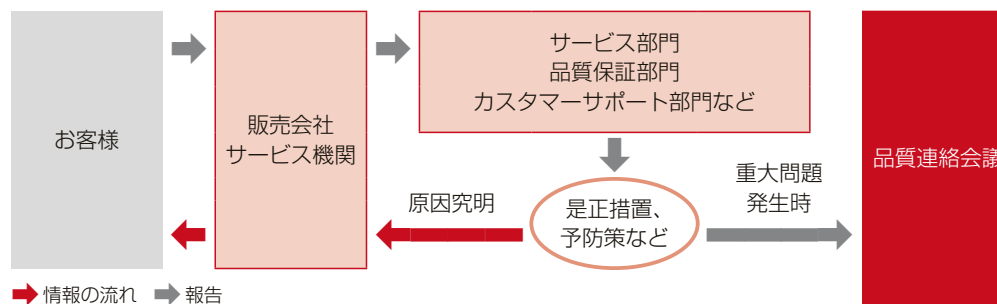 お客様
販売会社
サービス機関
サービス部門
品質保証部門
カスタマーサポート部門など
原因究明
是正措置、
予防策など
重大問題
発生時
品質連絡会議
情報の流れ
報告